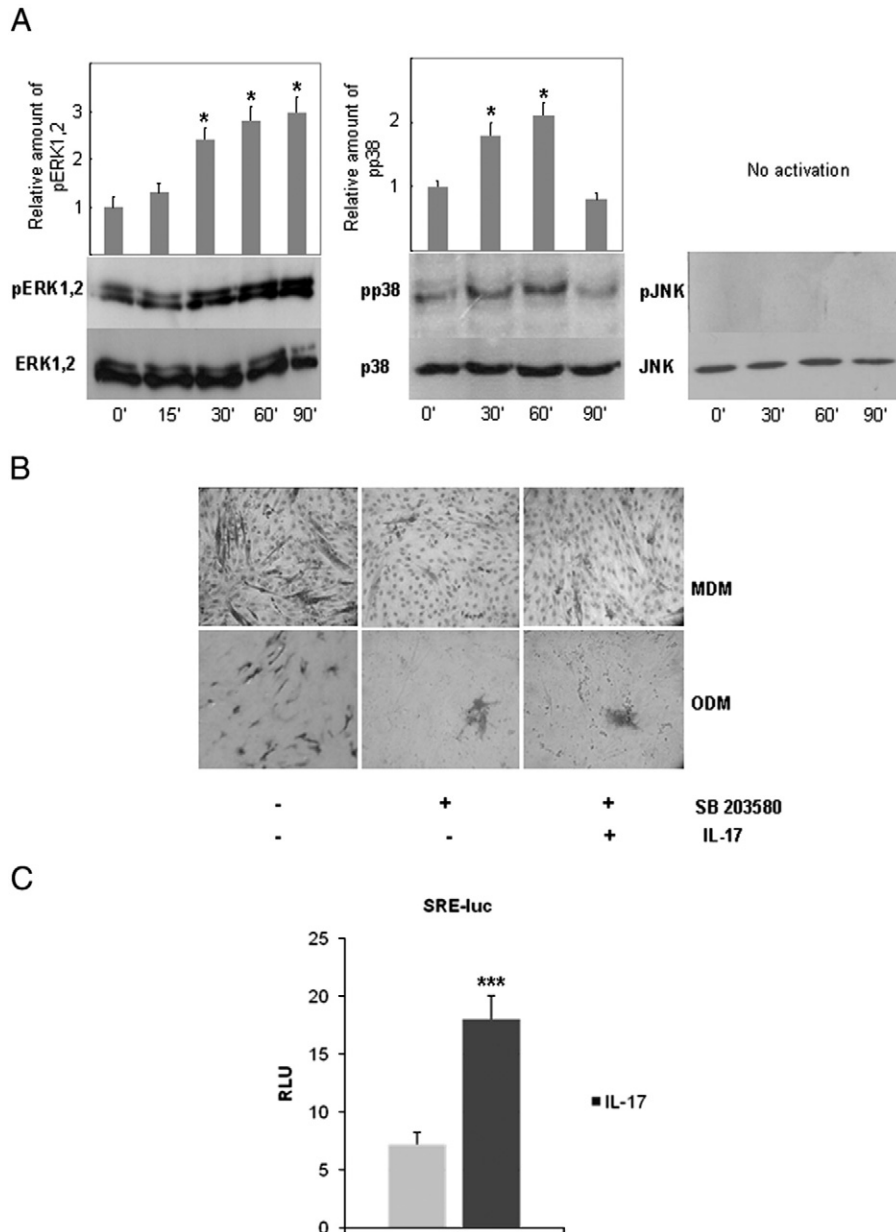 A
Relative amount of
pERK1,2
3
2
1
* * *
pERK1,2
ERK1,2
0' 15' 30' 60' 90'
Relative amount of
pp38
2
1
* *
pp38
p38
0' 30' 60' 90'
No activation
pJNK
JNK
0' 30' 60' 90'
B
MDM
ODM
- + + SB 203580
- - + IL-17
C
SRE-luc
RLU
25
20
15
10
5
0
***
IL-17